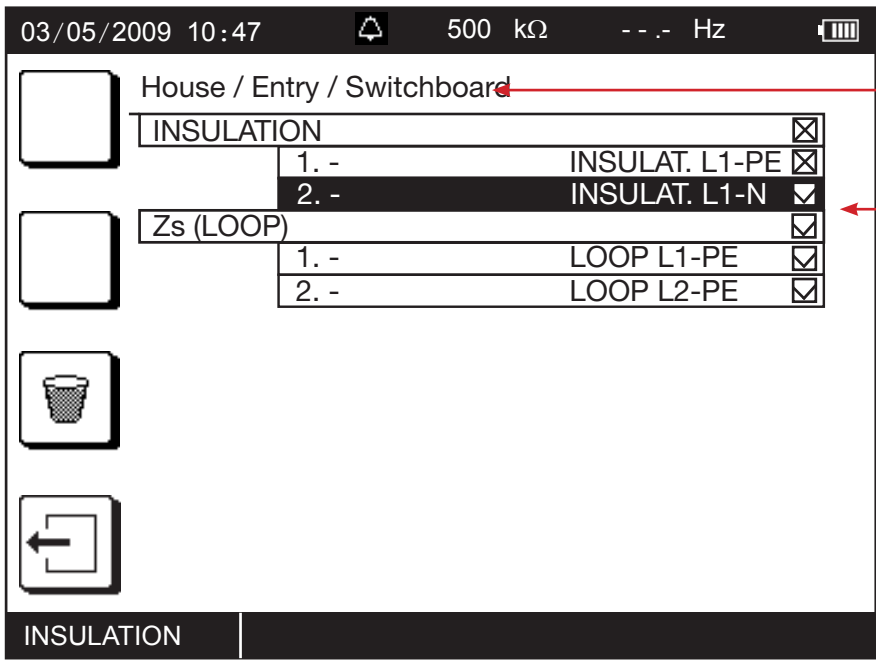 03/05/2009 10:47 500 kΩ - - .- Hz
House / Entry / Switchboard
INSULATION
1. - INSULAT. L1-PE
2. - INSULAT. L1-N
Zs (LOOP)
1. - LOOP L1-PE
2. - LOOP L2-PE
INSULATION